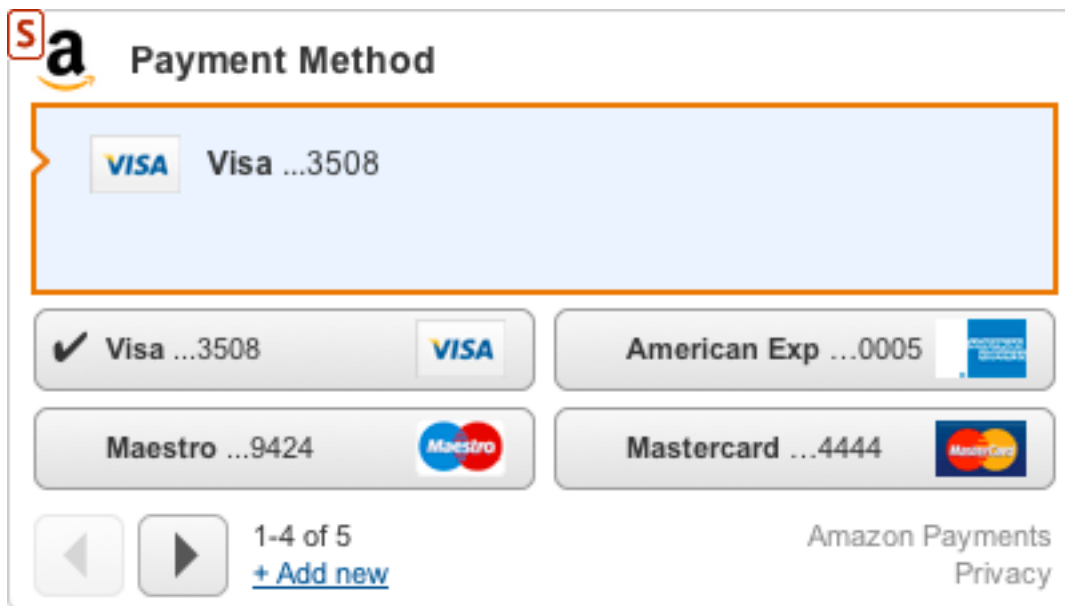 S
a
Payment Method
VISA Visa ...3508
✔ Visa ...3508 VISA
American Exp ...0005
Maestro ...9424 Maestro
Mastercard ...4444 MasterCard
1-4 of 5
+ Add new
Amazon Payments
Privacy